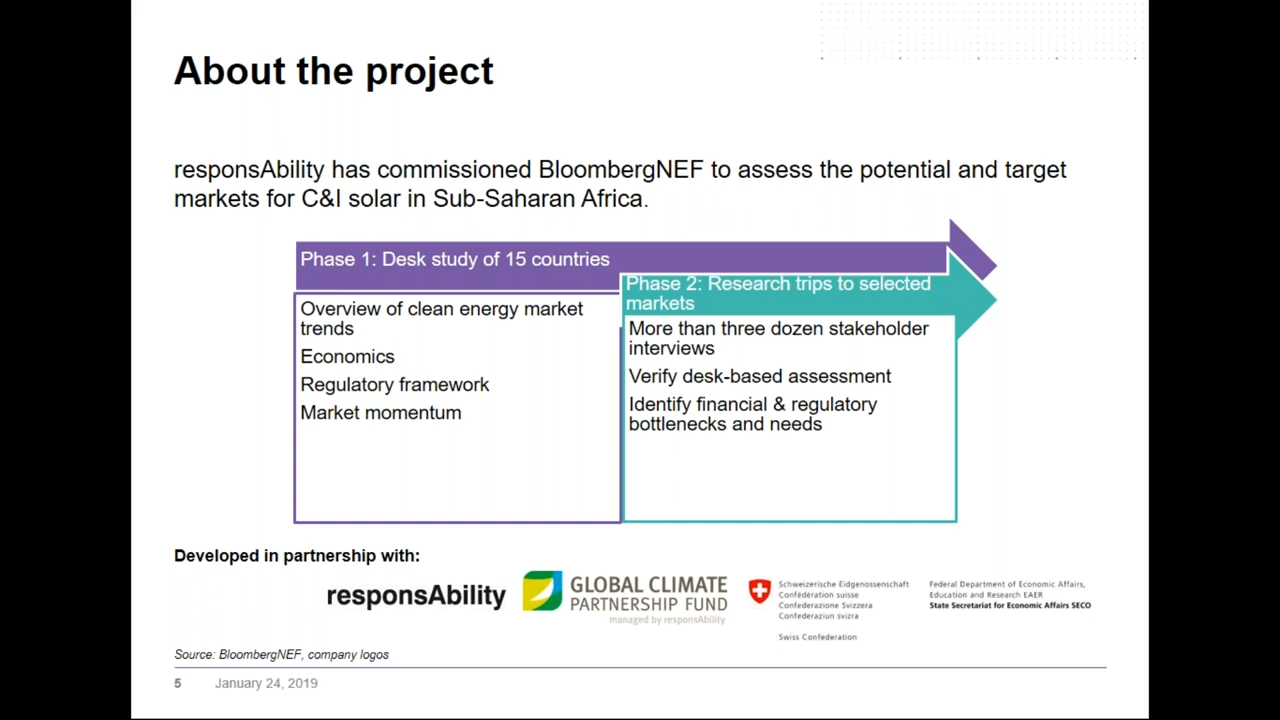 About the project
responsAbility has commissioned BloombergNEF to assess the potential and target
markets for C&I solar in Sub-Saharan Africa.
Phase 1: Desk study of 15 countries
Overview of clean energy market
trends
Economics
Regulatory framework
Market momentum
Phase 2: Research trips to selected
markets
More than three dozen stakeholder
interviews
Verify desk-based assessment
Identify financial & regulatory
bottlenecks and needs
Developed in partnership with:
responsAbility
GLOBAL CLIMATE
PARTNERSHIP FUND
managed by responsAbility
Schweizerische Eidgenossenschaft
Confédération suisse
Confederazione Svizzera
Confederaziun svizra
Swiss Confederation
Federal Department of Economic Affairs,
Education and Research EAER
State Secretariat for Economic Affairs SECO
Source: BloombergNEF, company logos
5 January 24, 2019